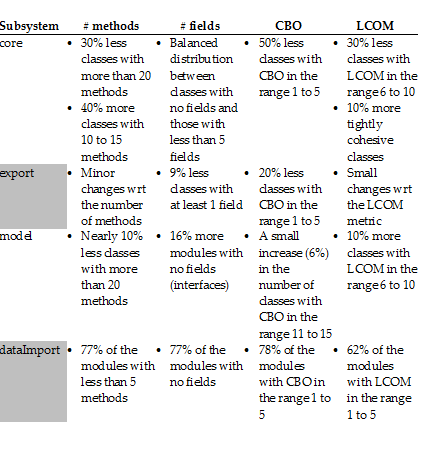 Subsystem # methods # fields CBO LCOM
core • 30% less • Balanced • 50% less • 30% less
classes with distribution classes with classes with
more than 20 between CBO in the LCOM in the
methods classes with range 1 to 5 range 6 to 10
• 40% more no fields and • 10% more
classes with those with tightly
10 to 15 less than 5 cohesive
methods fields classes
export • Minor • 9% less • 20% less • Small
changes wrt classes with classes with changes wrt
the number at least 1 field CBO in the the LCOM
of methods range 1 to 5 metric
model • Nearly 10% • 16% more • A small • 10% more
less classes modules with increase (6%) classes with
with more no fields in the LCOM in the
than 20 (interfaces) number of range 6 to 10
methods classes with
CBO in the
range 11 to 15
dataImport • 77% of the • 77% of the • 78% of the • 62% of the
modules with modules with modules modules
less than 5 no fields with CBO in with LCOM
methods the range 1 to in the range
5 1 to 5